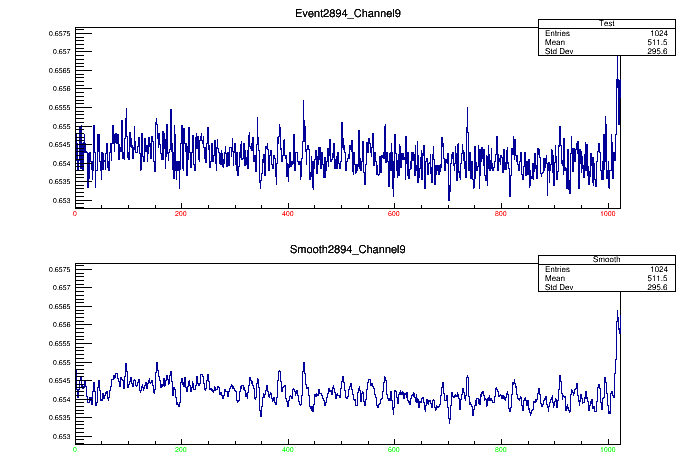 Event2894_Channel9
Test
Entries 1024
Mean 511.5
Std Dev 295.6
0.6575
0.657
0.6565
0.656
0.6555
0.655
0.6545
0.654
0.6535
0.653
0 200 400 600 800 1000
Smooth2894_Channel9
Smooth
Entries 1024
Mean 511.5
Std Dev 295.6
0.6575
0.657
0.6565
0.656
0.6555
0.655
0.6545
0.654
0.6535
0.653
0 200 400 600 800 1000